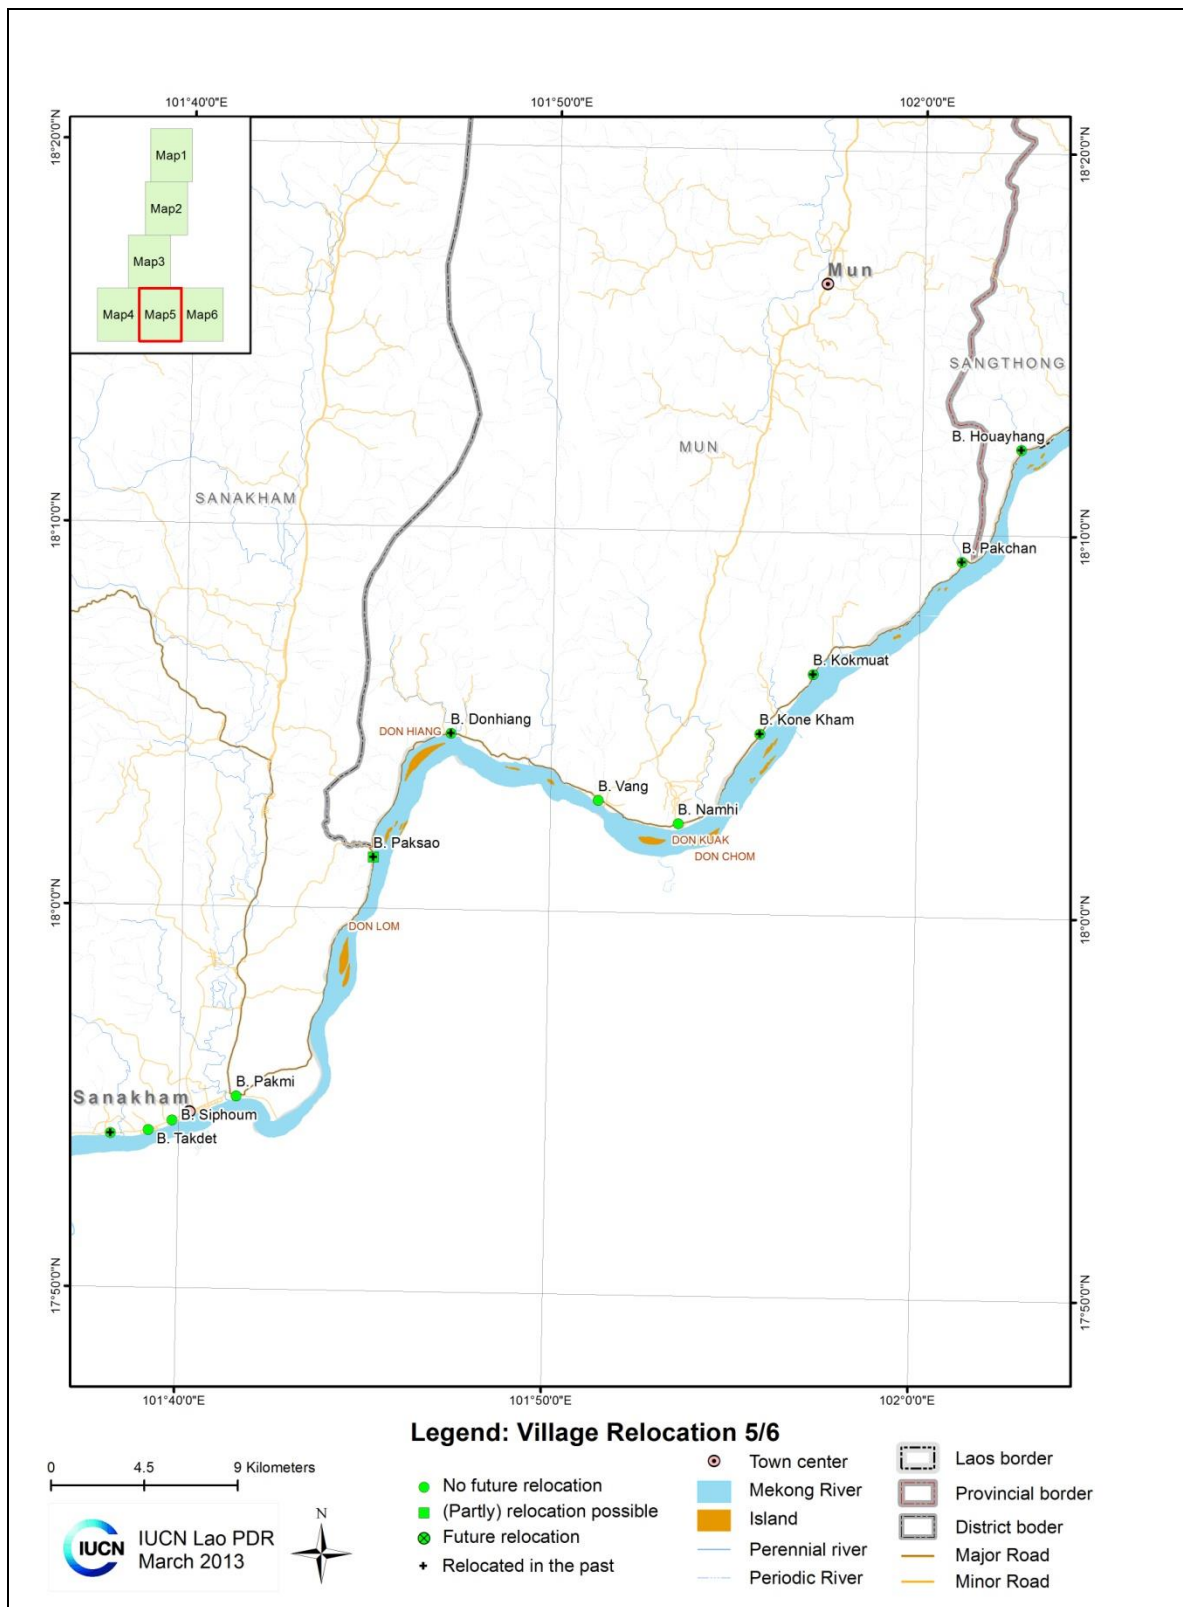 101°40'0"E
101°50'0"E
102°0'0"E
18°20'0"N
18°20'0"N
Map1
Map2
Map3
Map4
Map5
Map6
Mun
SANGTHONG
B. Houayhang
MUN
SANAKHAM
18°10'0"N
18°10'0"N
B. Pakchan
B. Kokmuat
B. Donhiang
DON HIANG
B. Kone Kham
B. Vang
B. Namhi
DON KUAK
DON CHOM
B. Paksao
18°0'0"N
18°0'0"N
DON LOM
B. Pakmi
Sanakham
B. Siphoum
B. Takdet
17°50'0"N
17°50'0"N
101°40'0"E
101°50'0"E
102°0'0"E
Legend: Village Relocation 5/6
0 4.5 9 Kilometers
IUCN
IUCN Lao PDR
March 2013
N
No future relocation
(Partly) relocation possible
Future relocation
Relocated in the past
Town center
Mekong River
Island
Perennial river
Periodic River
Laos border
Provincial border
District boder
Major Road
Minor Road